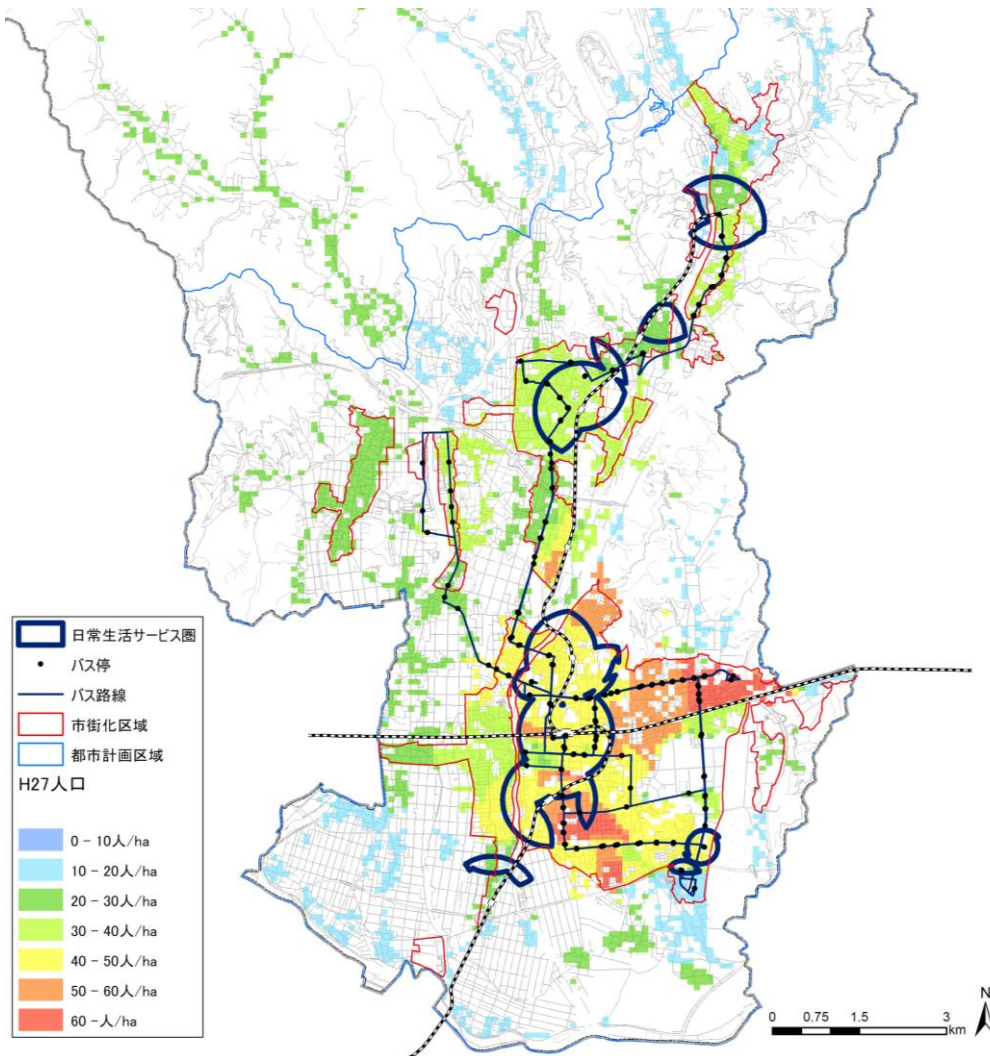 日常生活サービス圏
バス停
バス路線
市街化区域
都市計画区域
H27人口
0 - 10人/ha
10 - 20人/ha
20 - 30人/ha
30 - 40人/ha
40 - 50人/ha
50 - 60人/ha
60 -人/ha
N
0 0.75 1.5 3
km